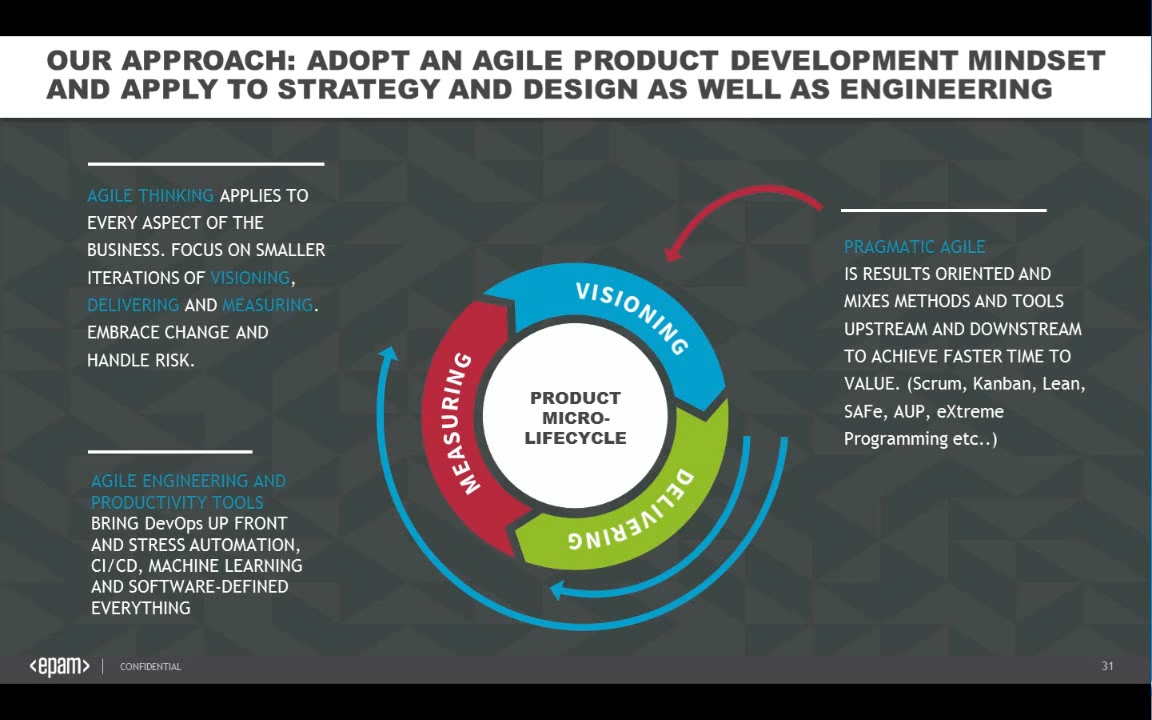 OUR APPROACH: ADOPT AN AGILE PRODUCT DEVELOPMENT MINDSET
AND APPLY TO STRATEGY AND DESIGN AS WELL AS ENGINEERING
AGILE THINKING APPLIES TO
EVERY ASPECT OF THE
BUSINESS. FOCUS ON SMALLER
ITERATIONS OF VISIONING,
DELIVERING AND MEASURING.
EMBRACE CHANGE AND
HANDLE RISK.
AGILE ENGINEERING AND
PRODUCTIVITY TOOLS
BRING DevOps UP FRONT
AND STRESS AUTOMATION,
CI/CD, MACHINE LEARNING
AND SOFTWARE-DEFINED
EVERYTHING
VISIONING
DELIVERING
MEASURING
PRODUCT
MICRO-
LIFECYCLE
PRAGMATIC AGILE
IS RESULTS ORIENTED AND
MIXES METHODS AND TOOLS
UPSTREAM AND DOWNSTREAM
TO ACHIEVE FASTER TIME TO
VALUE. (Scrum, Kanban, Lean,
SAFe, AUP, eXtreme
Programming etc..)
<epam> | CONFIDENTIAL
31